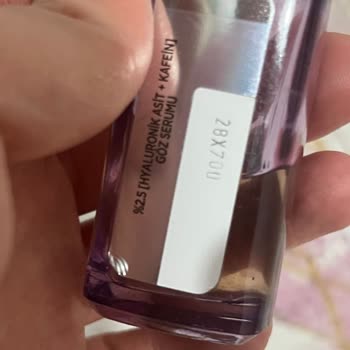 %2.5 [HYALURONİK ASİT + KAFEİN]
GÖZ SERUMU
28X70U